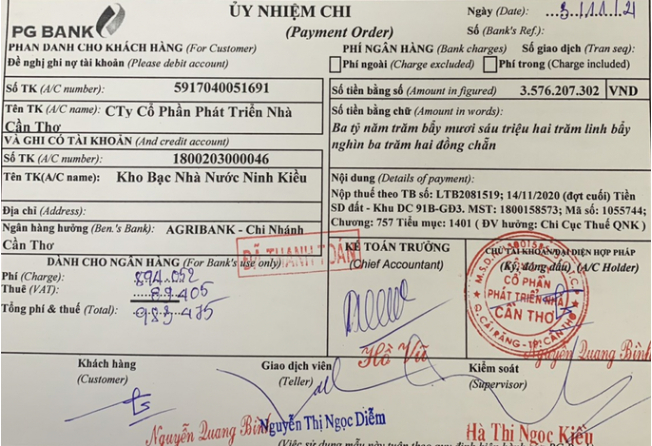 PG BANK
ỦY NHIỆM CHI
(Payment Order)
Ngày (Date): 3/11/21
Số (Bank's Ref.):
PHẦN DÀNH CHO KHÁCH HÀNG (For Customer)
PHÍ NGÂN HÀNG (Bank charges) Số giao dịch (Tran seq):
Đề nghị ghi nợ tài khoản (Please debit account)
Phí ngoài (Charge excluded) Phí trong (Charge included)
Số TK (A/C number): 5917040051691
Số tiền bằng số (Amount in figured) 3.576.207.302 VND
Tên TK (A/C name): CTy Cổ Phần Phát Triển Nhà
Cần Thơ
Số tiền bằng chữ (Amount in words):
Ba tỷ năm trăm bảy mươi sáu triệu hai trăm linh bẩy
nghìn ba trăm hai đồng chẵn
VÀ GHI CÓ TÀI KHOẢN (And credit account)
Số TK (A/C number): 1800203000046
Tên TK(A/C name): Kho Bạc Nhà Nước Ninh Kiều
Nội dung (Details of payment):
Nộp thuế theo TB số: LTB2081519; 14/11/2020 (đợt cuối) Tiền
SD đất - Khu DC 91B-GĐ3. MST: 1800158573; Mã số: 1055744;
Chương: 757 Tiểu mục: 1401 ( ĐV hưởng: Chi Cục Thuế QNK )
Địa chỉ (Address):
Ngân hàng hưởng (Ben.'s Bank): AGRIBANK - Chi Nhánh
Cần Thơ
ĐÃ THANH TOÁN
KẾ TOÁN TRƯỞNG
(Chief Accountant)
CHỦ TÀI KHOẢN/ĐẠI DIỆN HỢP PHÁP
(Ký, đóng dấu) (A/C Holder)
CỔ PHẦN
PHÁT TRIỂN NHÀ
CẦN THƠ
Q.CÁI RĂNG - TP.CẦN THƠ
DÀNH CHO NGÂN HÀNG (For Bank's use only)
Phí (Charge): 894.052
Thuế (VAT): 89.405
Tổng phí & thuế (Total):
Hồ Vũ
Nguyễn Quang Bình
Khách hàng
(Customer)
Giao dịch viên
(Teller)
Kiểm soát
(Supervisor)
Nguyễn Quang Bình
Nguyễn Thị Ngọc Diễm
Hà Thị Ngọc Kiều